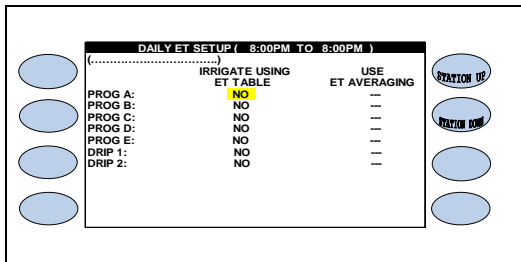 DAILY ET SETUP ( 8:00PM TO 8:00PM )
(.................................)
IRRIGATE USING USE
ET TABLE ET AVERAGING
PROG A: NO ---
PROG B: NO ---
PROG C: NO ---
PROG D: NO ---
PROG E: NO ---
DRIP 1: NO ---
DRIP 2: NO ---
STATION UP
STATION DOWN